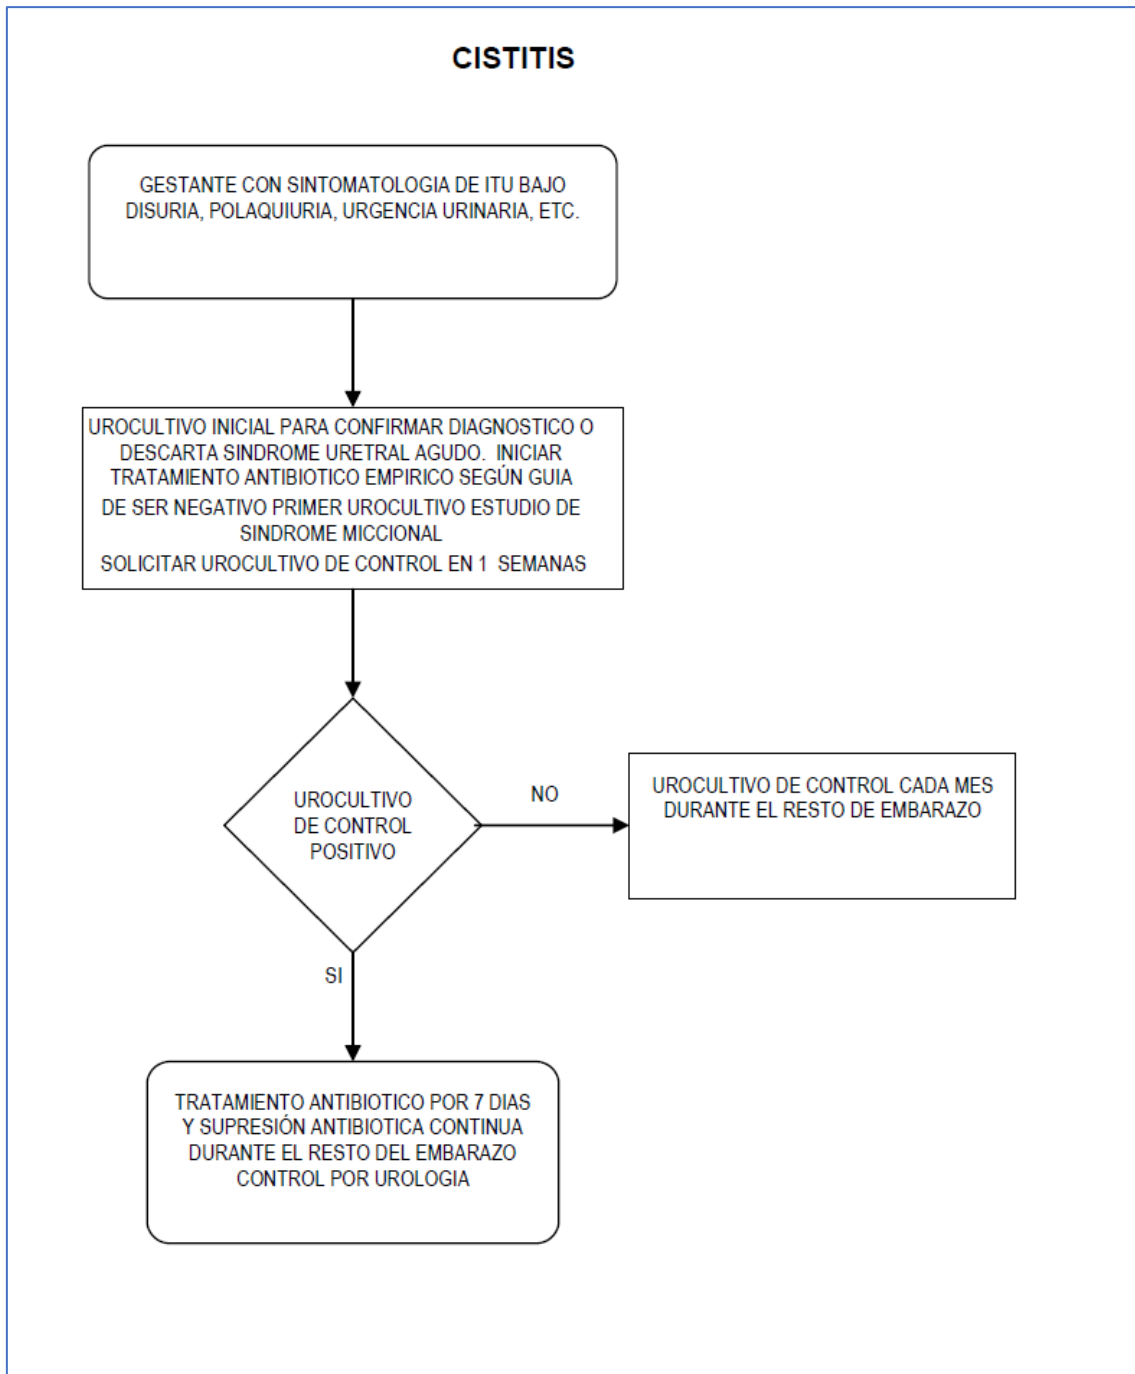 CISTITIS
GESTANTE CON SINTOMATOLOGIA DE ITU BAJO
DISURIA, POLAQUIURIA, URGENCIA URINARIA, ETC.
UROCULTIVO INICIAL PARA CONFIRMAR DIAGNOSTICO O
DESCARTA SINDROME URETRAL AGUDO. INICIAR
TRATAMIENTO ANTIBIOTICO EMPIRICO SEGÚN GUIA
DE SER NEGATIVO PRIMER UROCULTIVO ESTUDIO DE
SINDROME MICCIONAL
SOLICITAR UROCULTIVO DE CONTROL EN 1 SEMANAS
UROCULTIVO
DE CONTROL
POSITIVO
NO
UROCULTIVO DE CONTROL CADA MES
DURANTE EL RESTO DE EMBARAZO
SI
TRATAMIENTO ANTIBIOTICO POR 7 DIAS
Y SUPRESIÓN ANTIBIOTICA CONTINUA
DURANTE EL RESTO DEL EMBARAZO
CONTROL POR UROLOGIA